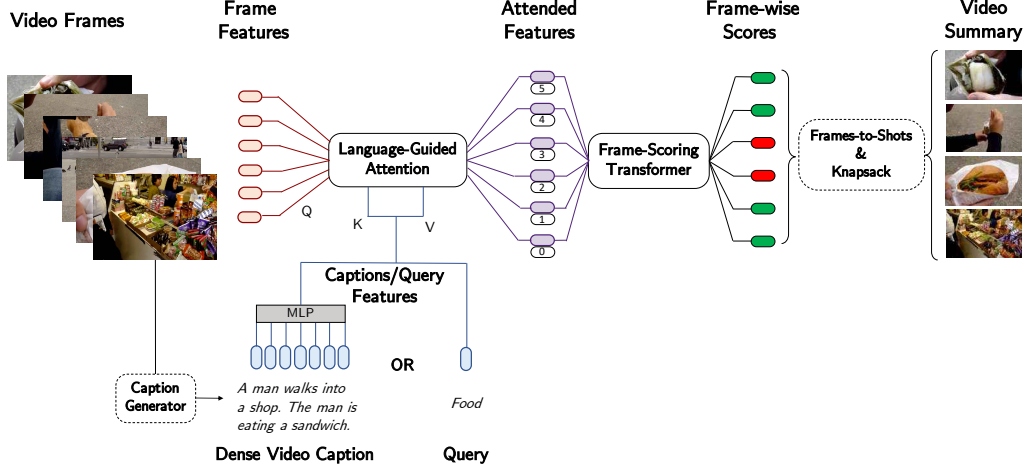 Video Frames
Frame
Features
Attended
Features
Frame-wise
Scores
Video
Summary
Language-Guided
Attention
Q
K
V
5
4
3
2
1
0
Frame-Scoring
Transformer
Frames-to-Shots
&
Knapsack
Captions/Query
Features
MLP
OR
Caption
Generator
A man walks into
a shop. The man is
eating a sandwich.
Food
Dense Video Caption
Query